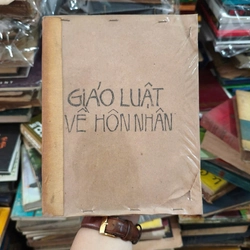 GIÁO LUẬT
VỀ HÔN NHÂN